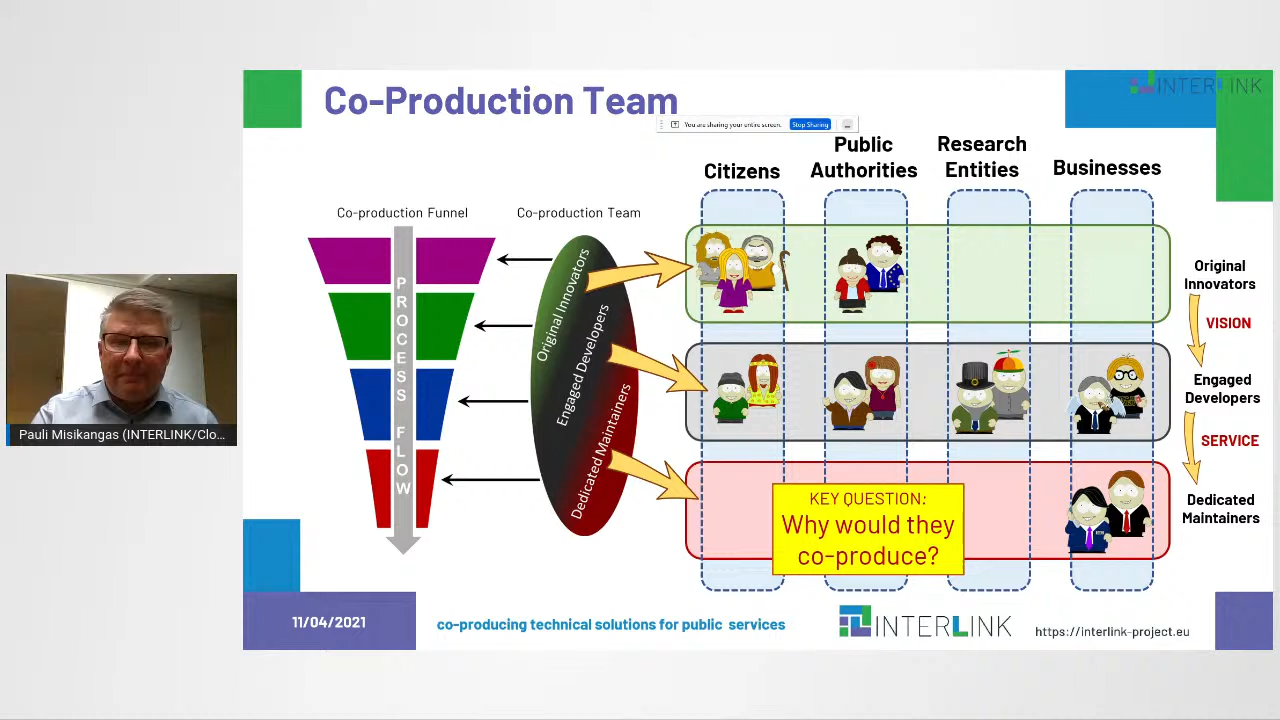 Co-Production Team
INTERLINK
You are sharing your entire screen.
Stop Sharing
Citizens
Public
Authorities
Research
Entities
Businesses
Co-production Funnel
Co-production Team
PROCESS FLOW
Original Innovators
Engaged Developers
Dedicated Maintainers
Original
Innovators
VISION
Engaged
Developers
SERVICE
Dedicated
Maintainers
KEY QUESTION:
Why would they
co-produce?
Pauli Misikangas (INTERLINK/Clo...
11/04/2021
co-producing technical solutions for public services
INTERLINK
https://interlink-project.eu